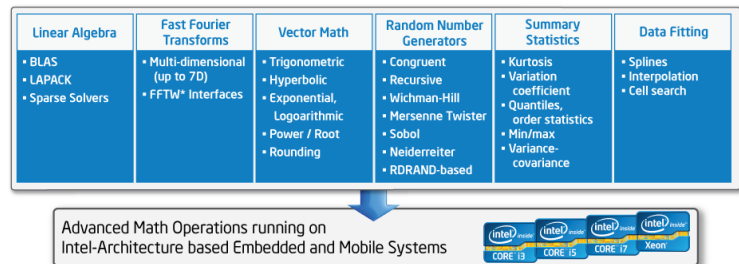 Linear Algebra
▪ BLAS
▪ LAPACK
▪ Sparse Solvers
Fast Fourier
Transforms
▪ Multi-dimensional
(up to 7D)
▪ FFTW* Interfaces
Vector Math
▪ Trigonometric
▪ Hyperbolic
▪ Exponential,
Logoarithmic
▪ Power / Root
▪ Rounding
Random Number
Generators
▪ Congruent
▪ Recursive
▪ Wichman-Hill
▪ Mersenne Twister
▪ Sobol
▪ Neiderreiter
▪ RDRAND-based
Summary
Statistics
▪ Kurtosis
▪ Variation
coefficient
▪ Quantiles,
order statistics
▪ Min/max
▪ Variance-
covariance
Data Fitting
▪ Splines
▪ Interpolation
▪ Cell search
Advanced Math Operations running on
Intel-Architecture based Embedded and Mobile Systems
intel inside
CORE i3
intel inside
CORE i5
intel inside
CORE i7
intel inside
Xeon